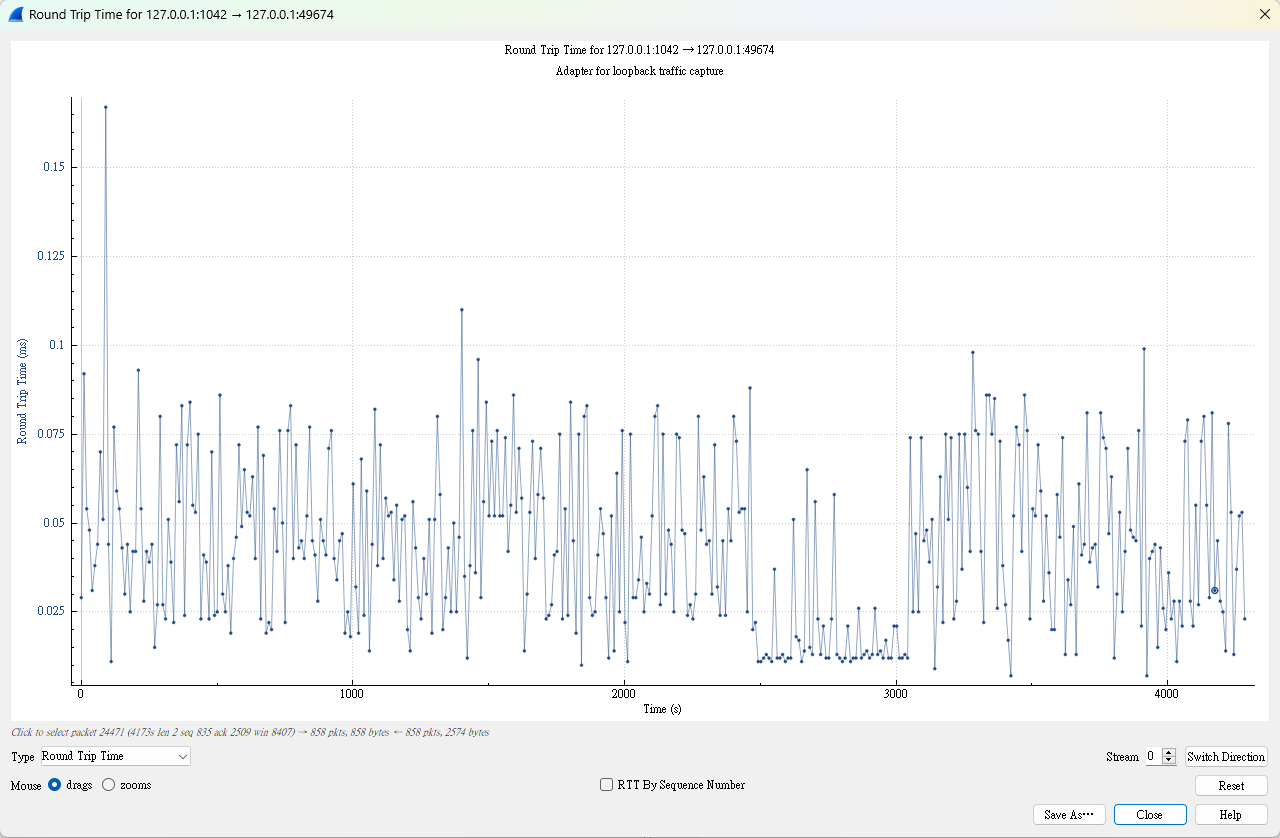 Round Trip Time for 127.0.0.1:1042 → 127.0.0.1:49674
Round Trip Time for 127.0.0.1:1042 → 127.0.0.1:49674
Adapter for loopback traffic capture
0.15
0.125
0.1
0.075
0.05
0.025
Round Trip Time (ms)
0 1000 2000 3000 4000
Time (s)
Click to select packet 24471 (4173s len 2 seq 835 ack 2509 win 8407) → 858 pkts, 858 bytes ← 858 pkts, 2574 bytes
Type Round Trip Time Stream 0 Switch Direction
Mouse drags zooms RTT By Sequence Number Reset
Save As⋯ Close Help